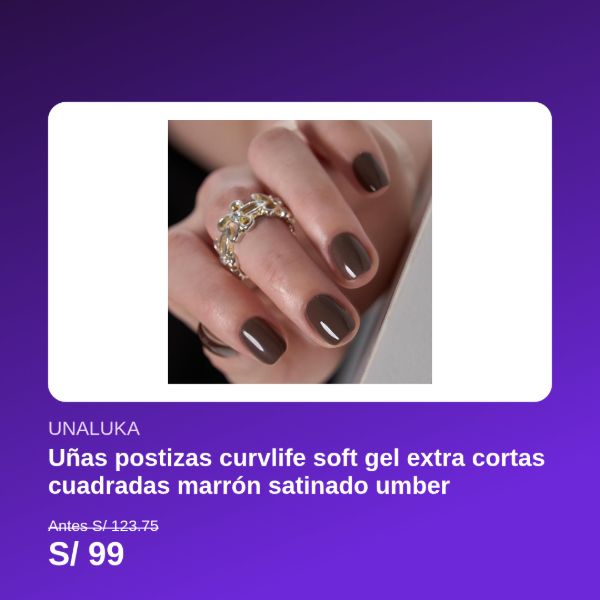 UNALUKA
Uñas postizas curvlife soft gel extra cortas
cuadradas marrón satinado umber
Antes S/ 123.75
S/ 99